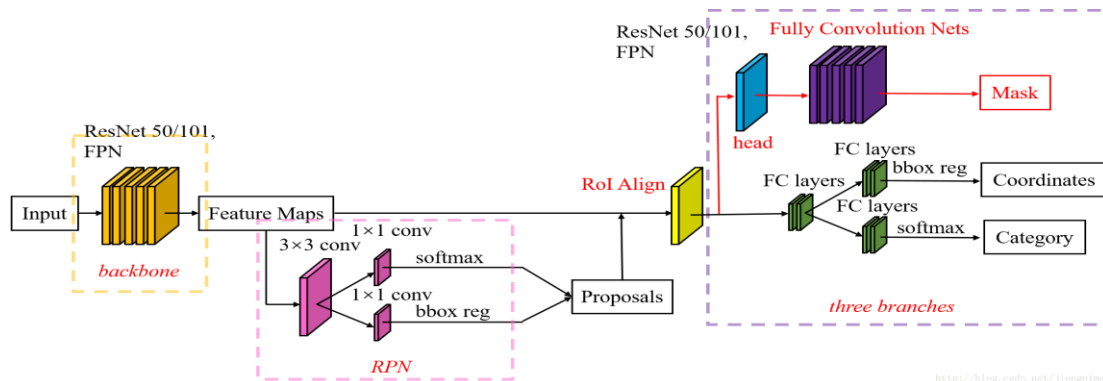 ResNet 50/101,
FPN
Fully Convolution Nets
Mask
head
ResNet 50/101,
FPN
Input
backbone
Feature Maps
3×3 conv
1×1 conv
softmax
1×1 conv
bbox reg
RPN
Proposals
RoI Align
FC layers
FC layers
bbox reg
Coordinates
FC layers
softmax
Category
three branches